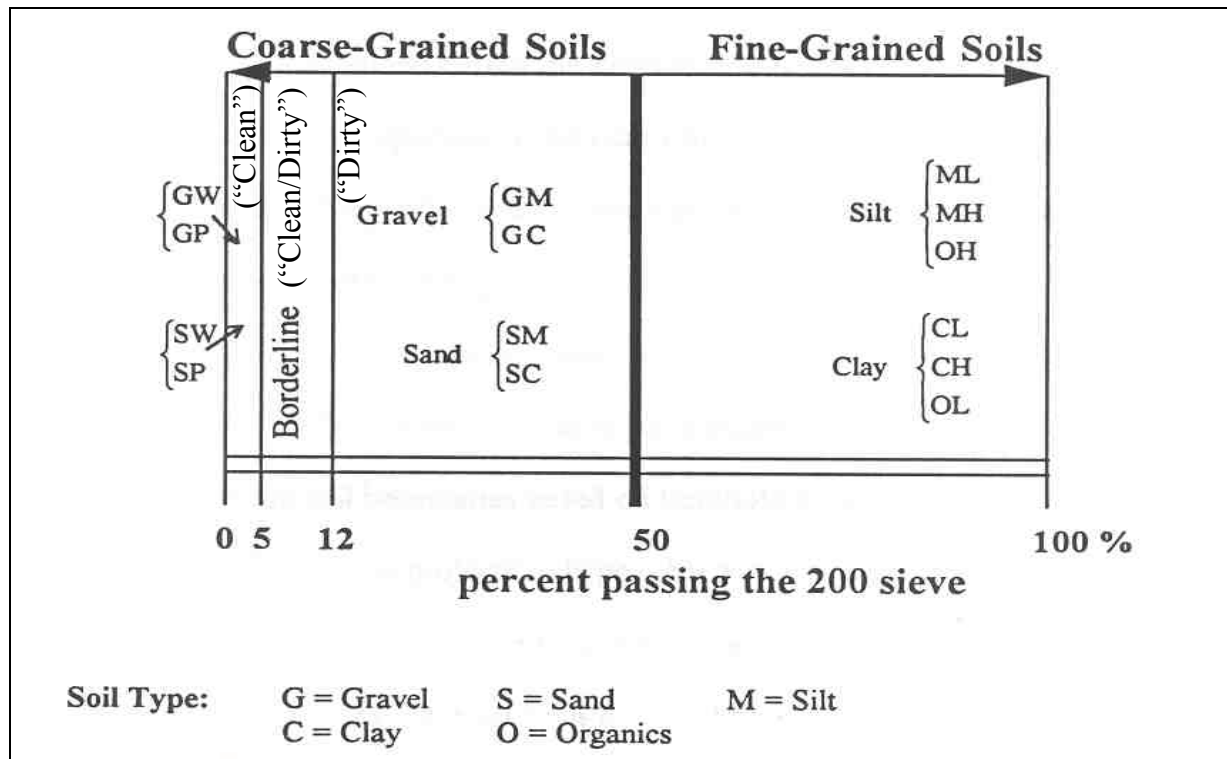 Coarse-Grained Soils
Fine-Grained Soils
(“Clean”)
Borderline (“Clean/Dirty”)
(“Dirty”)
GW
GP
SW
SP
Gravel
GM
GC
Sand
SM
SC
Silt
ML
MH
OH
Clay
CL
CH
OL
0 5 12 50 100 %
percent passing the 200 sieve
Soil Type: G = Gravel S = Sand M = Silt
C = Clay O = Organics